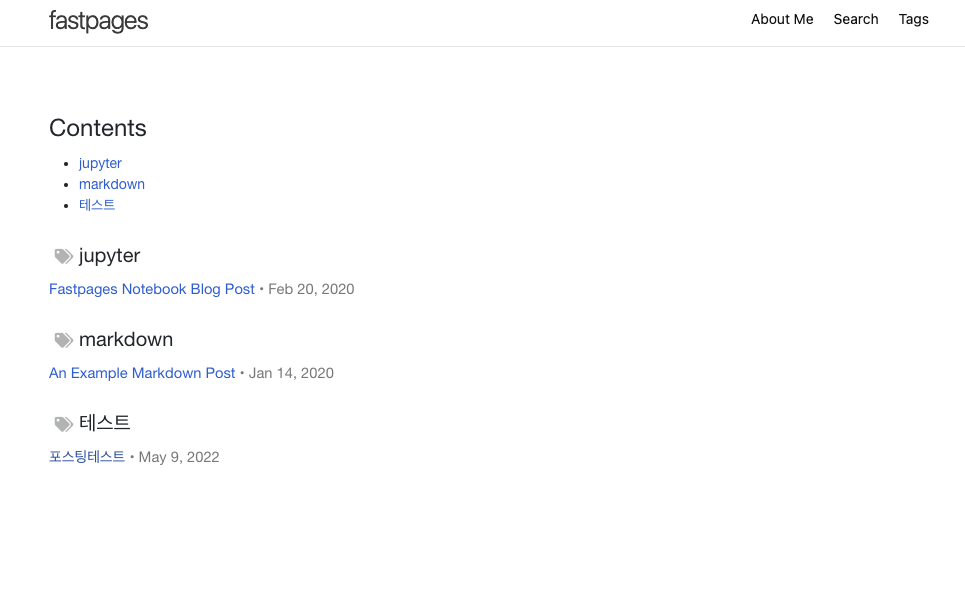 fastpages
About Me Search Tags
Contents
jupyter
markdown
테스트
jupyter
Fastpages Notebook Blog Post • Feb 20, 2020
markdown
An Example Markdown Post • Jan 14, 2020
테스트
포스팅테스트 • May 9, 2022